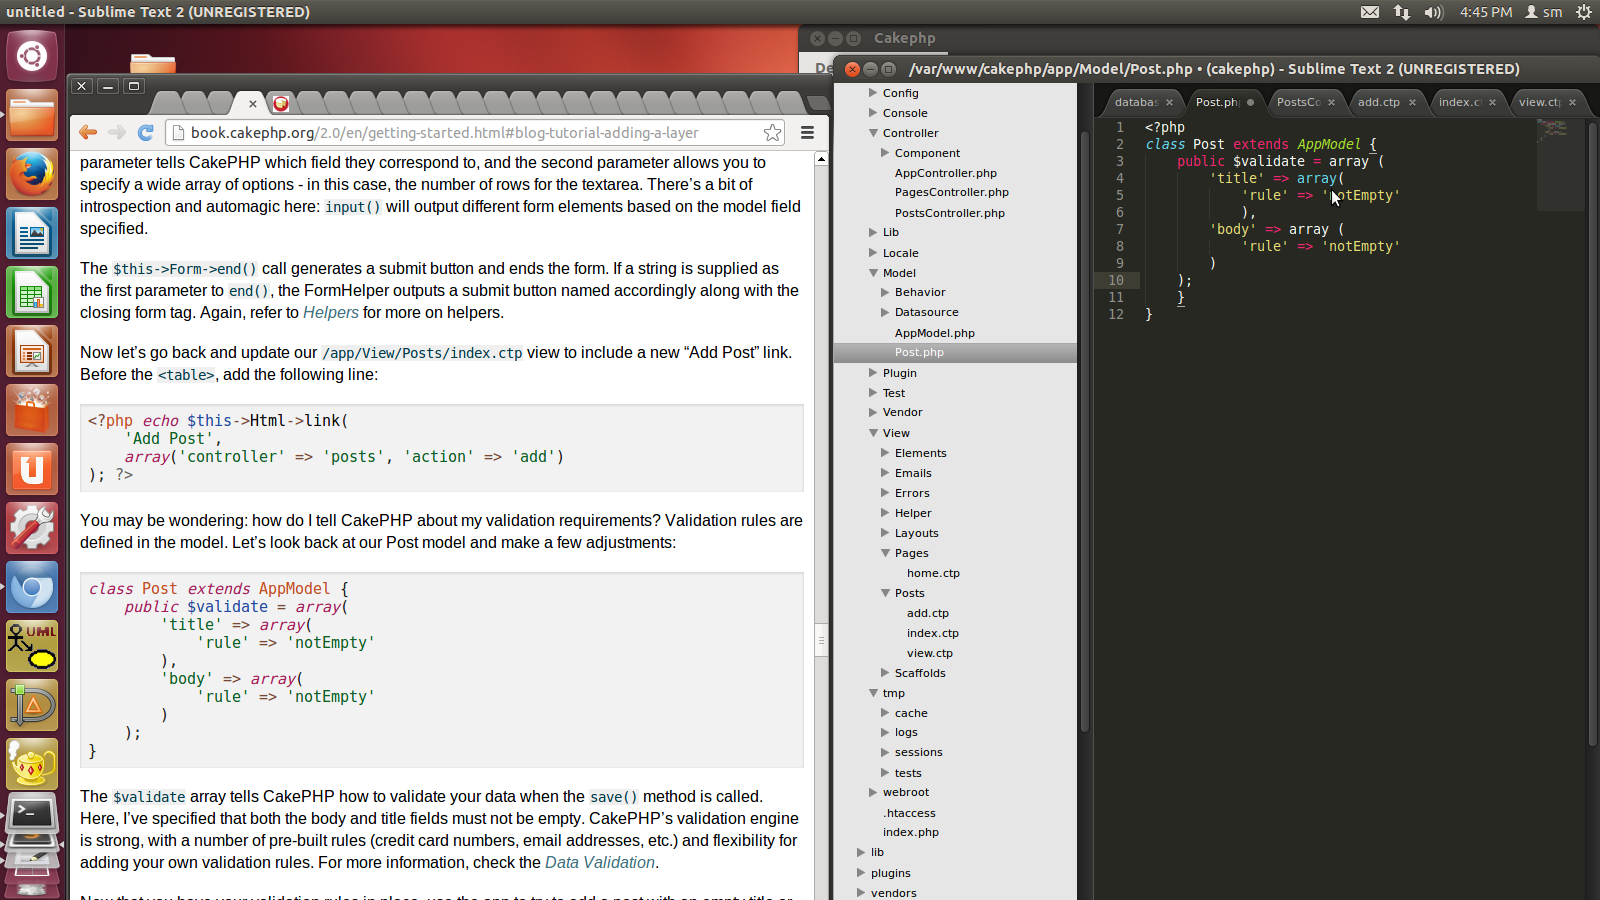 untitled - Sublime Text 2 (UNREGISTERED)
4:45 PM
sm
Cakephp
book.cakephp.org/2.0/en/getting-started.html#blog-tutorial-adding-a-layer
parameter tells CakePHP which field they correspond to, and the second parameter allows you to
specify a wide array of options - in this case, the number of rows for the textarea. There’s a bit of
introspection and automagic here: input() will output different form elements based on the model field
specified.
The $this->Form->end() call generates a submit button and ends the form. If a string is supplied as
the first parameter to end(), the FormHelper outputs a submit button named accordingly along with the
closing form tag. Again, refer to Helpers for more on helpers.
Now let’s go back and update our /app/View/Posts/index.ctp view to include a new “Add Post” link.
Before the <table>, add the following line:
<?php echo $this->Html->link(
'Add Post',
array('controller' => 'posts', 'action' => 'add')
); ?>
You may be wondering: how do I tell CakePHP about my validation requirements? Validation rules are
defined in the model. Let’s look back at our Post model and make a few adjustments:
class Post extends AppModel {
public $validate = array(
'title' => array(
'rule' => 'notEmpty'
),
'body' => array(
'rule' => 'notEmpty'
)
);
}
The $validate array tells CakePHP how to validate your data when the save() method is called.
Here, I’ve specified that both the body and title fields must not be empty. CakePHP’s validation engine
is strong, with a number of pre-built rules (credit card numbers, email addresses, etc.) and flexibility for
adding your own validation rules. For more information, check the Data Validation.
/var/www/cakephp/app/Model/Post.php • (cakephp) - Sublime Text 2 (UNREGISTERED)
Config
Console
Controller
Component
AppController.php
PagesController.php
PostsController.php
Lib
Locale
Model
Behavior
Datasource
AppModel.php
Post.php
Plugin
Test
Vendor
View
Elements
Emails
Errors
Helper
Layouts
Pages
home.ctp
Posts
add.ctp
index.ctp
view.ctp
Scaffolds
tmp
cache
logs
sessions
tests
webroot
.htaccess
index.php
lib
plugins
vendors
databas
Post.ph
PostsCo
add.ctp
index.c
view.ct
1 <?php
2 class Post extends AppModel {
3 public $validate = array (
4 'title' => array(
5 'rule' => 'notEmpty'
6 ),
7 'body' => array (
8 'rule' => 'notEmpty'
9 )
10 );
11 }
12 }
UML